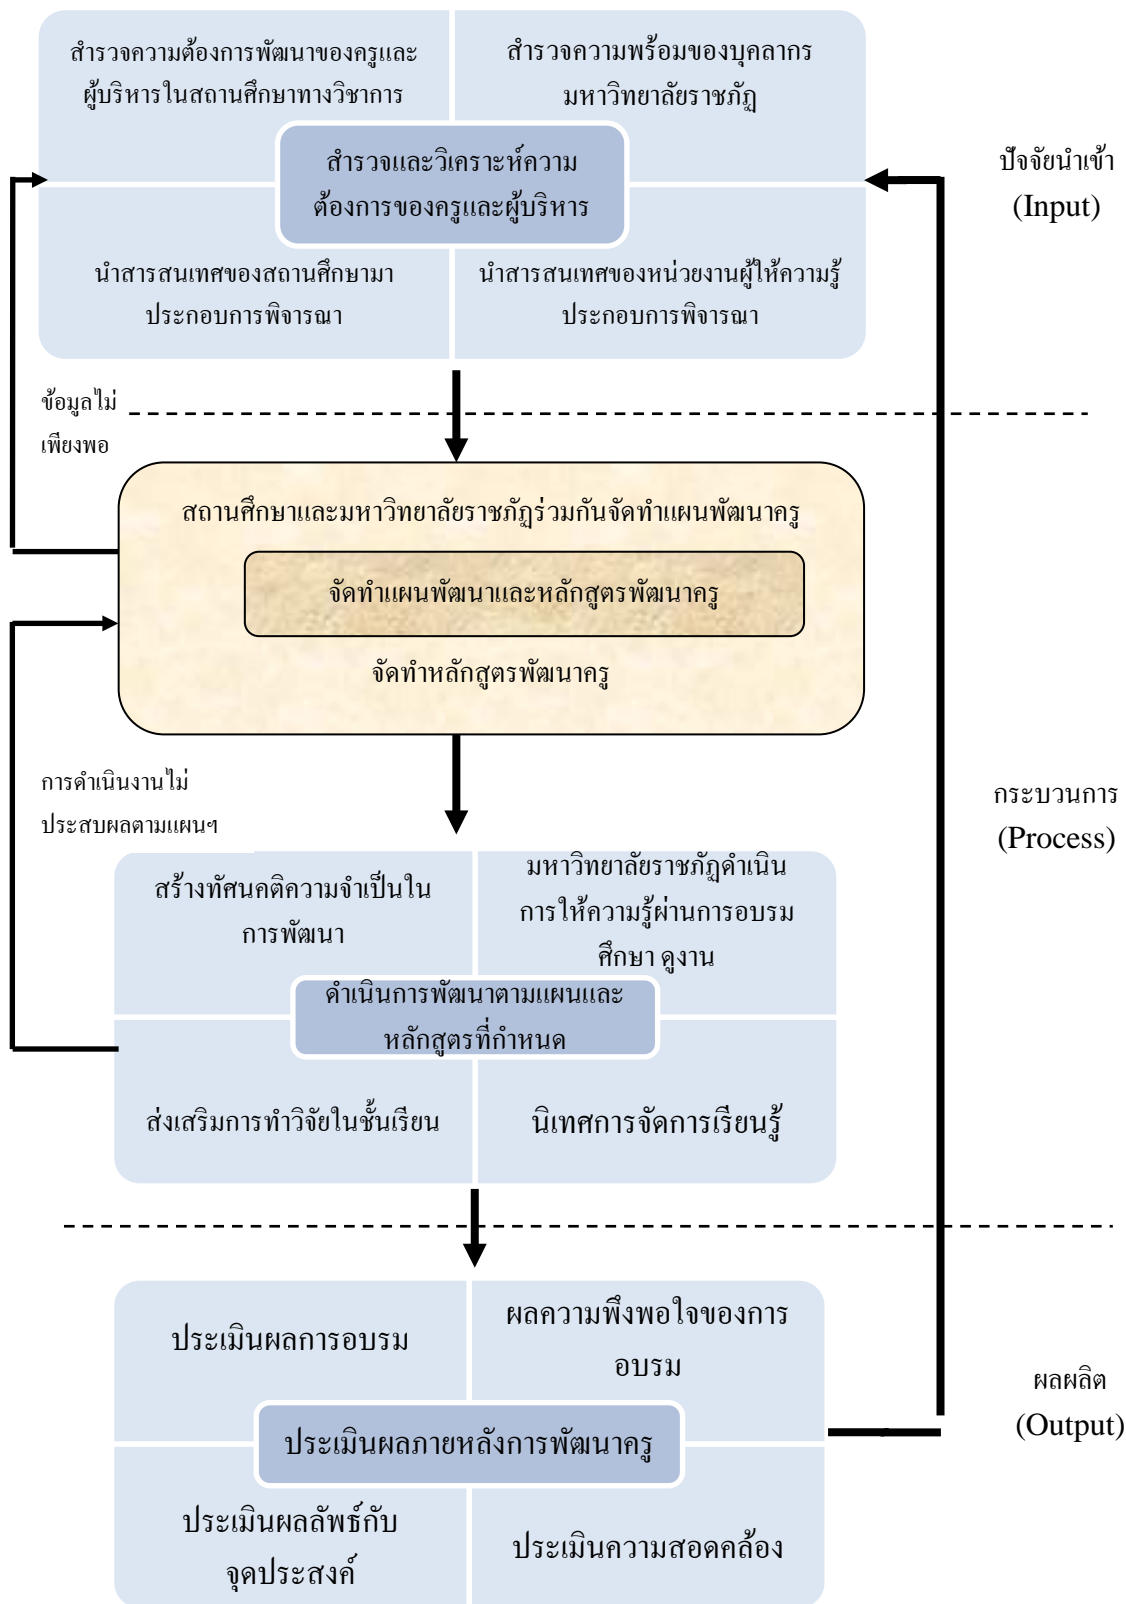 สำรวจความต้องการพัฒนาของครูและ
ผู้บริหารในสถานศึกษาทางวิชาการ
สำรวจความพร้อมของบุคลากร
มหาวิทยาลัยราชภัฏ
สำรวจและวิเคราะห์ความ
ต้องการของครูและผู้บริหาร
นำสารสนเทศของสถานศึกษามา
ประกอบการพิจารณา
นำสารสนเทศของหน่วยงานผู้ให้ความรู้
ประกอบการพิจารณา
ปัจจัยนำเข้า
(Input)
ข้อมูลไม่
เพียงพอ
สถานศึกษาและมหาวิทยาลัยราชภัฏร่วมกันจัดทำแผนพัฒนาครู
จัดทำแผนพัฒนาและหลักสูตรพัฒนาครู
จัดทำหลักสูตรพัฒนาครู
การดำเนินงานไม่
ประสบผลตามแผนฯ
กระบวนการ
(Process)
สร้างทัศนคติความจำเป็นใน
การพัฒนา
มหาวิทยาลัยราชภัฏดำเนิน
การให้ความรู้ผ่านการอบรม
ศึกษา ดูงาน
ดำเนินการพัฒนาตามแผนและ
หลักสูตรที่กำหนด
ส่งเสริมการทำวิจัยในชั้นเรียน
นิเทศการจัดการเรียนรู้
ประเมินผลการอบรม
ผลความพึงพอใจของการ
อบรม
ประเมินผลภายหลังการพัฒนาครู
ประเมินผลลัพธ์กับ
จุดประสงค์
ประเมินความสอดคล้อง
ผลผลิต
(Output)